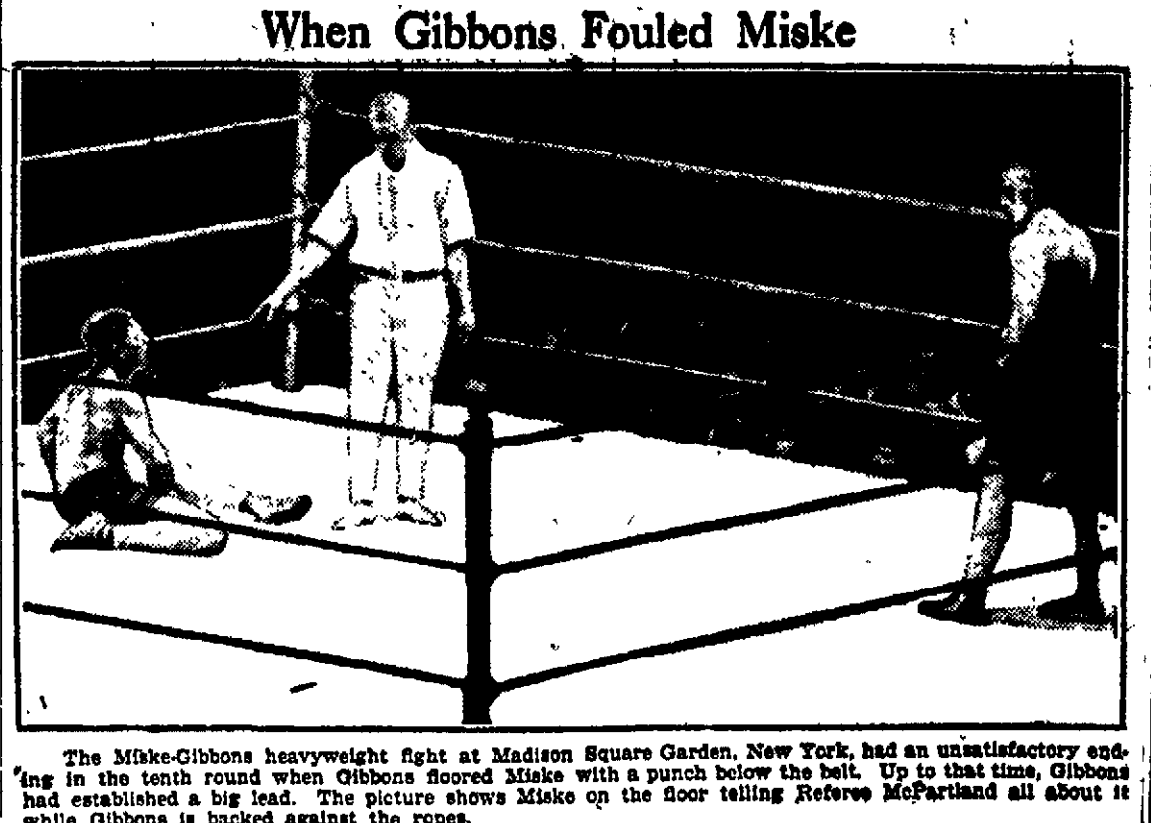 When Gibbons Fouled Miske
The Miske-Gibbons heavyweight fight at Madison Square Garden, New York, had an unsatisfactory end-
ing in the tenth round when Gibbons floored Miske with a punch below the belt. Up to that time, Gibbons
had established a big lead. The picture shows Miske on the floor telling Referee McPartland all about it
while Gibbons is backed against the ropes.